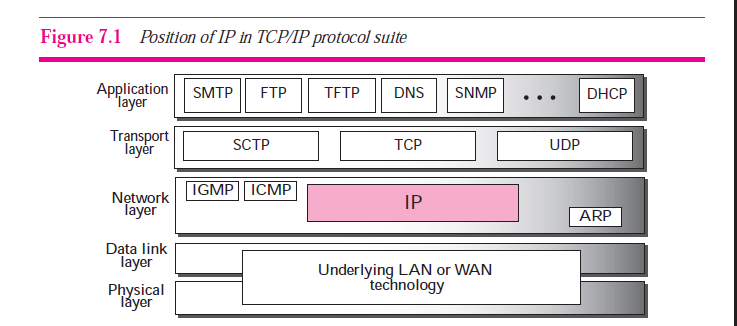 Figure 7.1 Position of IP in TCP/IP protocol suite
Application
layer
SMTP FTP TFTP DNS SNMP ... DHCP
Transport
layer
SCTP TCP UDP
Network
layer
IGMP ICMP IP ARP
Data link
layer
Underlying LAN or WAN
technology
Physical
layer